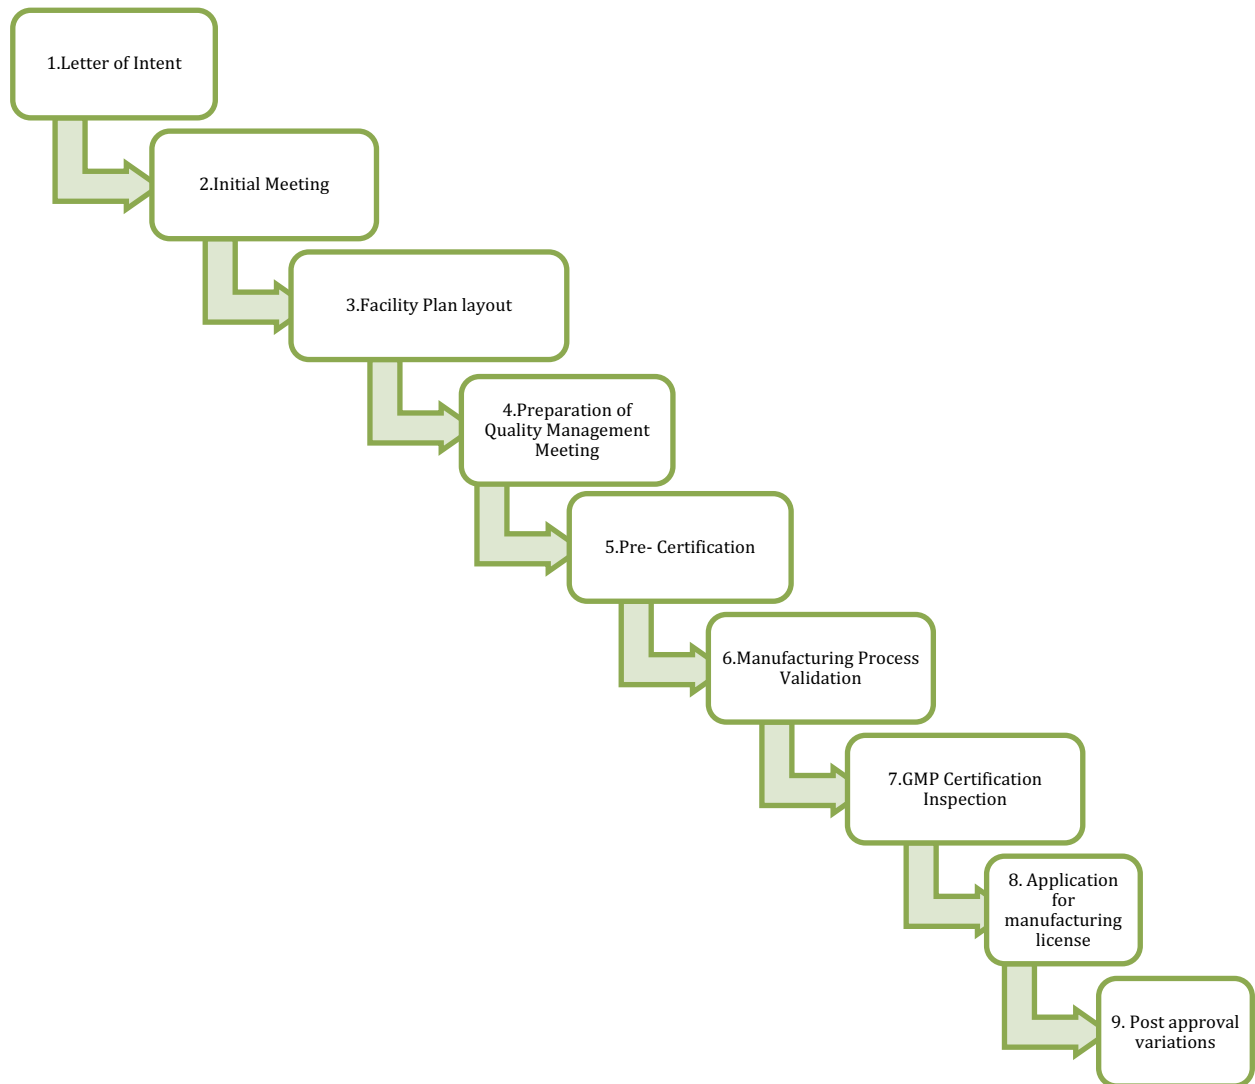 1.Letter of Intent
2.Initial Meeting
3.Facility Plan layout
4.Preparation of
Quality Management
Meeting
5.Pre- Certification
6.Manufacturing Process
Validation
7.GMP Certification
Inspection
8. Application
for
manufacturing
license
9. Post approval
variations